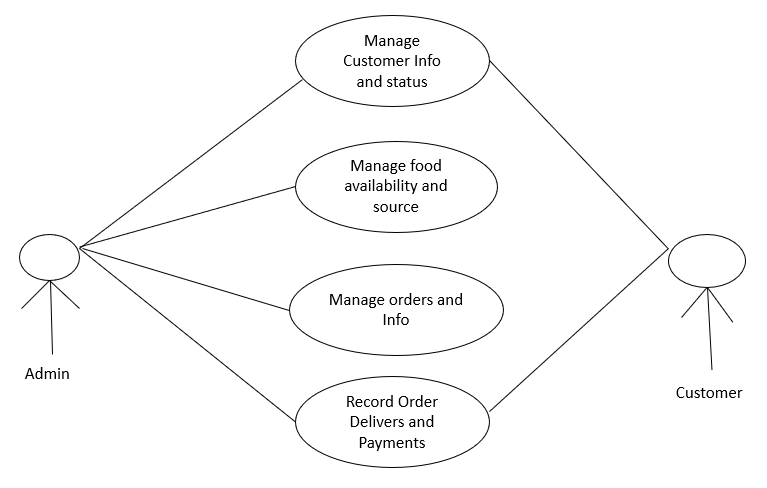 Manage
Customer Info
and status
Manage food
availability and
source
Manage orders and
Info
Record Order
Delivers and
Payments
Admin
Customer